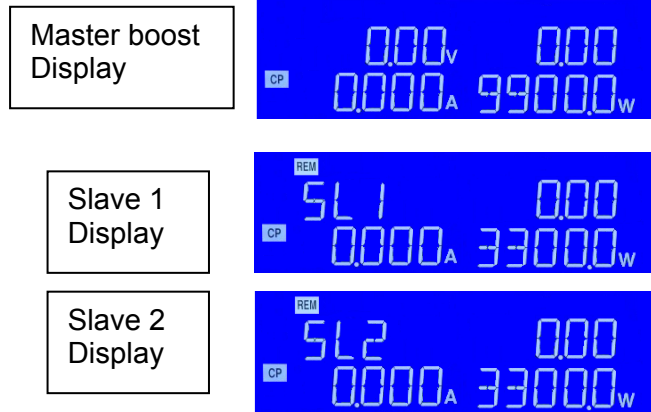 Master boost
Display
0.00V 0.00
CP 0.000A 9900.0W
Slave 1
Display
REM
SL1 0.00
CP 0.000A 3300.0W
Slave 2
Display
REM
SL2 0.00
CP 0.000A 3300.0W